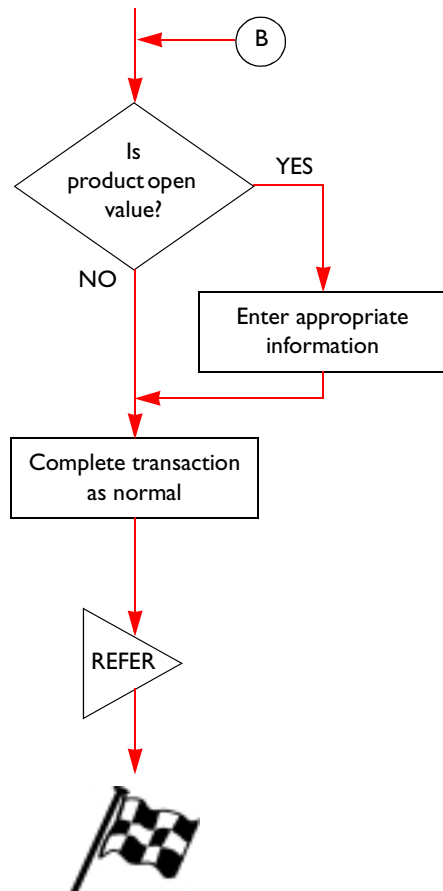 B
Is
product open
value?
YES
NO
Enter appropriate
information
Complete transaction
as normal
REFER